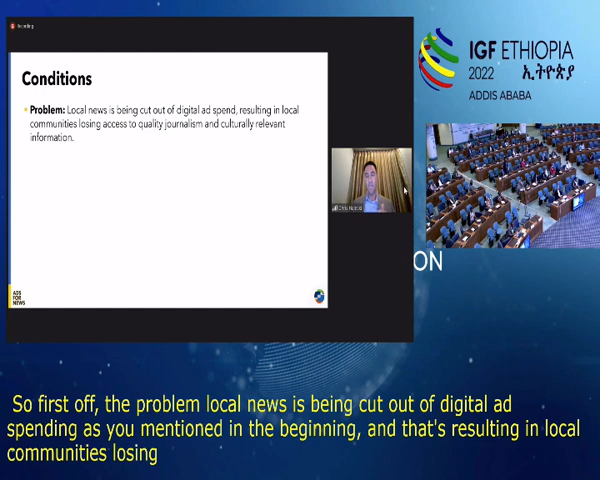 Recording
Conditions
Problem: Local news is being cut out of digital ad spend, resulting in local
communities losing access to quality journalism and culturally relevant
information.
ADS
FOR
NEWS
IGF ETHIOPIA
2022 ኢትዮጵያ
ADDIS ABABA
ON
So first off, the problem local news is being cut out of digital ad
spending as you mentioned in the beginning, and that's resulting in local
communities losing